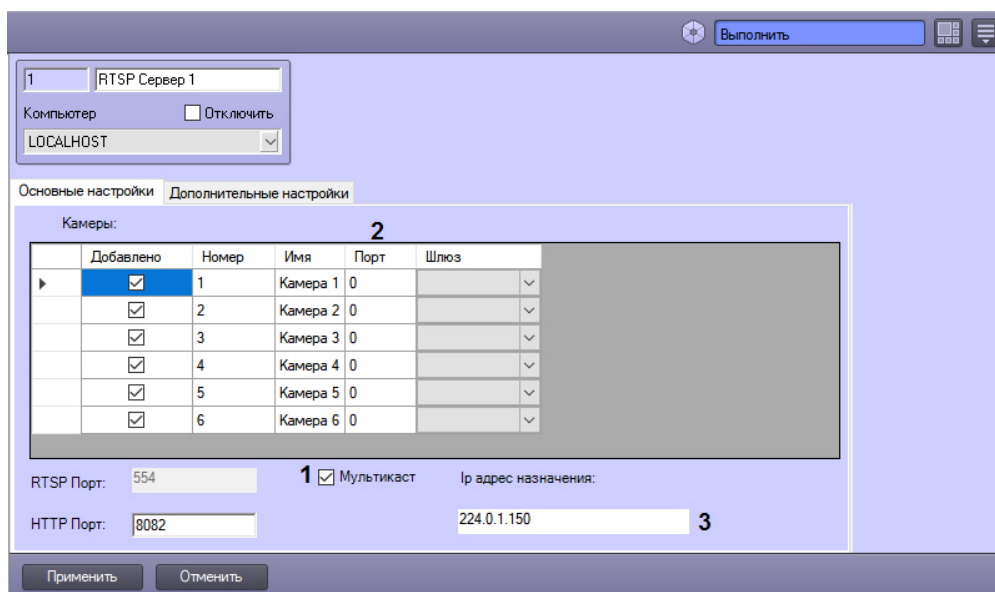 Выполнить
1 RTSP Сервер 1
Компьютер Отключить
LOCALHOST
Основные настройки Дополнительные настройки
Камеры:
2
Добавлено Номер Имя Порт Шлюз
1 Камера 1 0
2 Камера 2 0
3 Камера 3 0
4 Камера 4 0
5 Камера 5 0
6 Камера 6 0
RTSP Порт: 554 1 Мультикаст Ip адрес назначения:
HTTP Порт: 8082 224.0.1.150 3
Применить Отменить